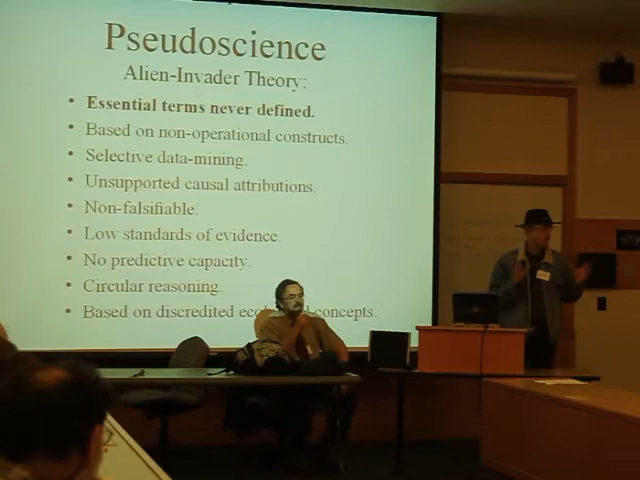 Pseudoscience
Alien-Invader Theory:
• Essential terms never defined.
• Based on non-operational constructs.
• Selective data-mining.
• Unsupported causal attributions.
• Non-falsifiable.
• Low standards of evidence.
• No predictive capacity.
• Circular reasoning.
• Based on discredited concepts.